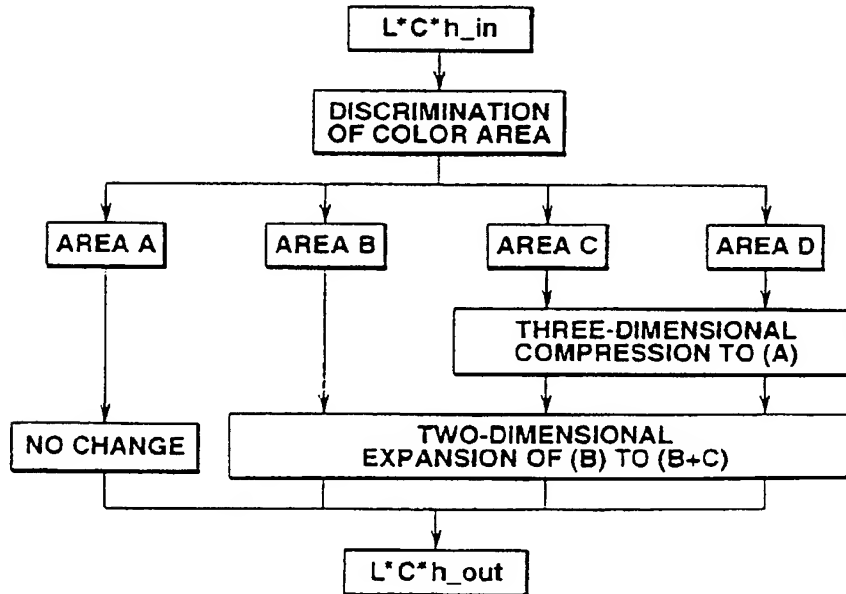 L*C*h_in
DISCRIMINATION
OF COLOR AREA
AREA A
AREA B
AREA C
AREA D
THREE-DIMENSIONAL
COMPRESSION TO (A)
NO CHANGE
TWO-DIMENSIONAL
EXPANSION OF (B) TO (B+C)
L*C*h_out